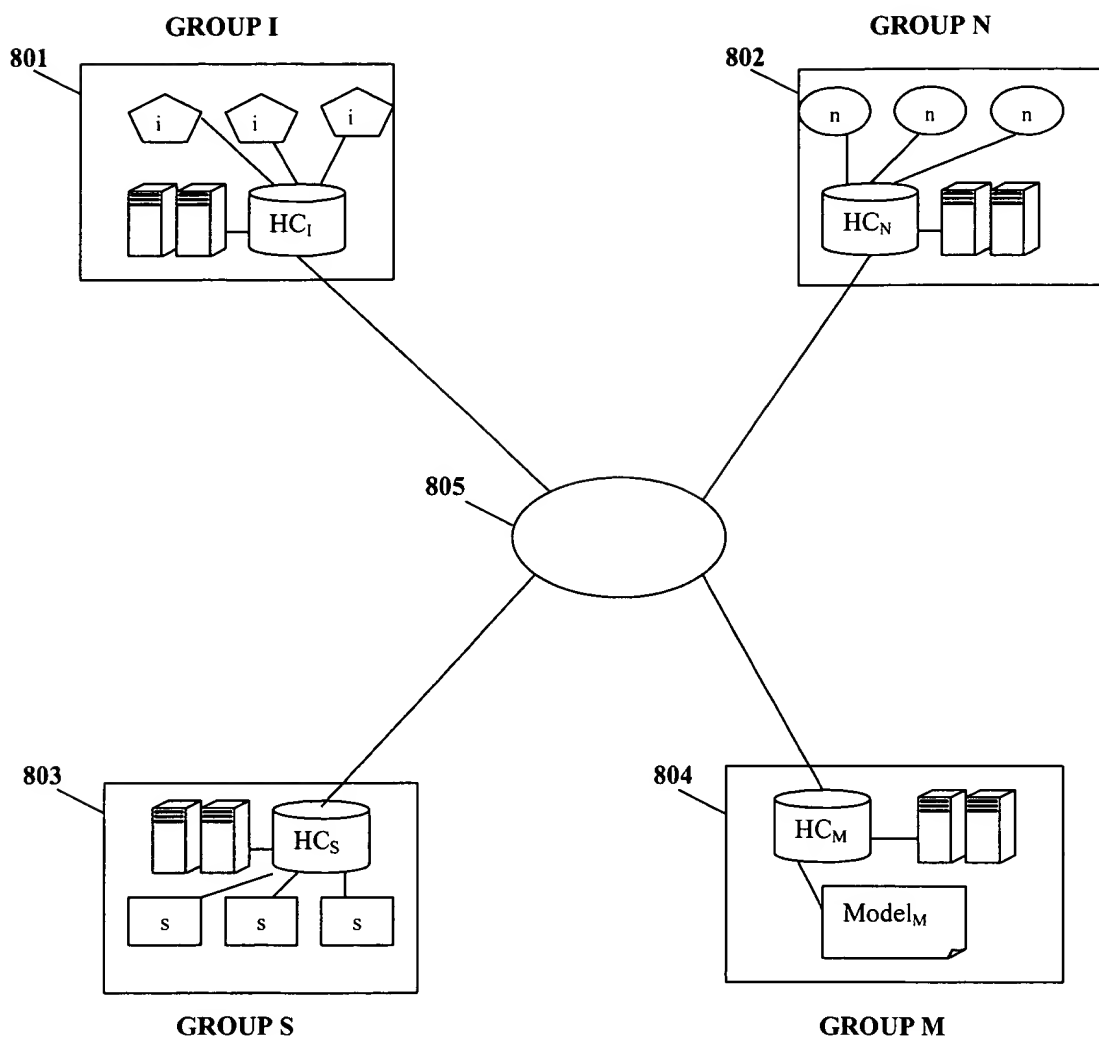 GROUP I
GROUP N
801
802
i i i
n n n
HC_I
HC_N
805
803
804
HC_S
HC_M
s s s
Model_M
GROUP S
GROUP M